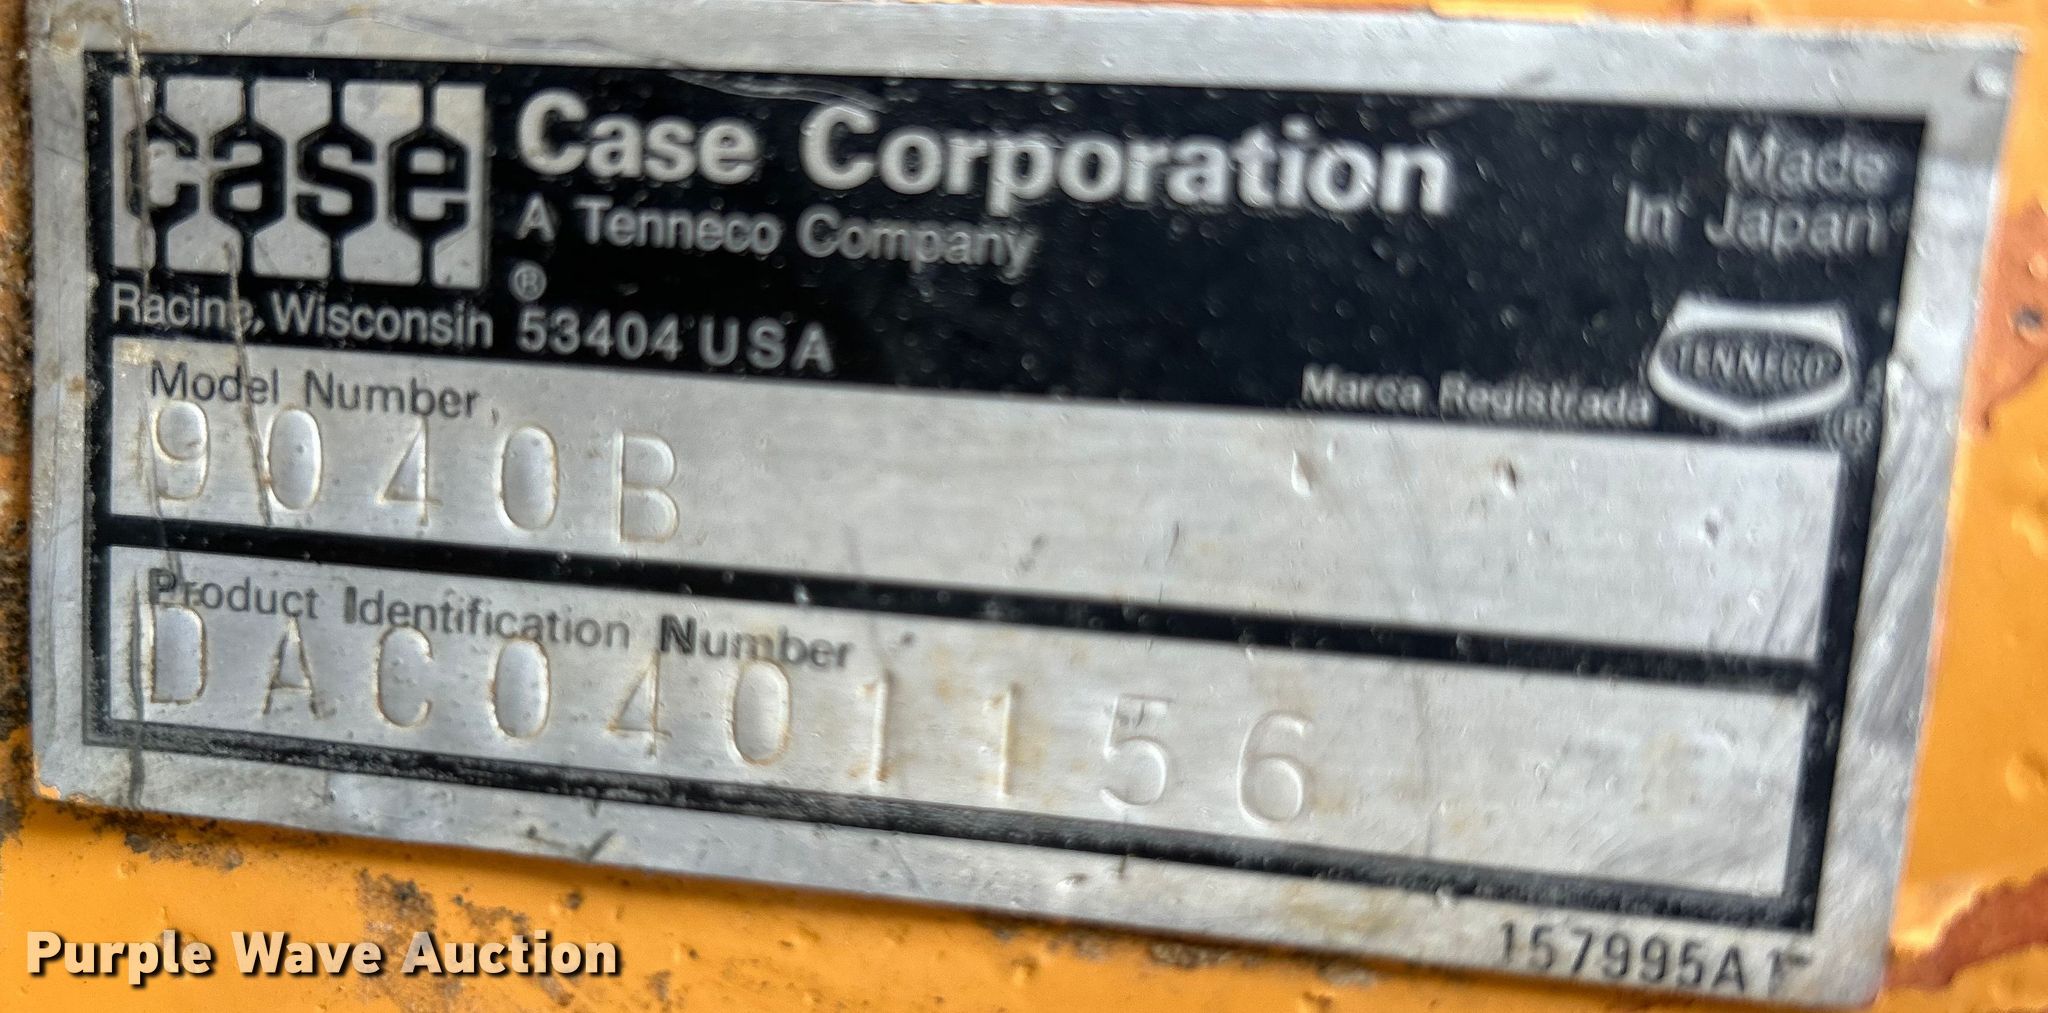 case
Case Corporation
A Tenneco Company
®
Racine, Wisconsin 53404 USA
Made
In Japan
Marca Registrada
TENNECO
®
Model Number
9040B
Product Identification Number
DAC0401156
157995A1
Purple Wave Auction